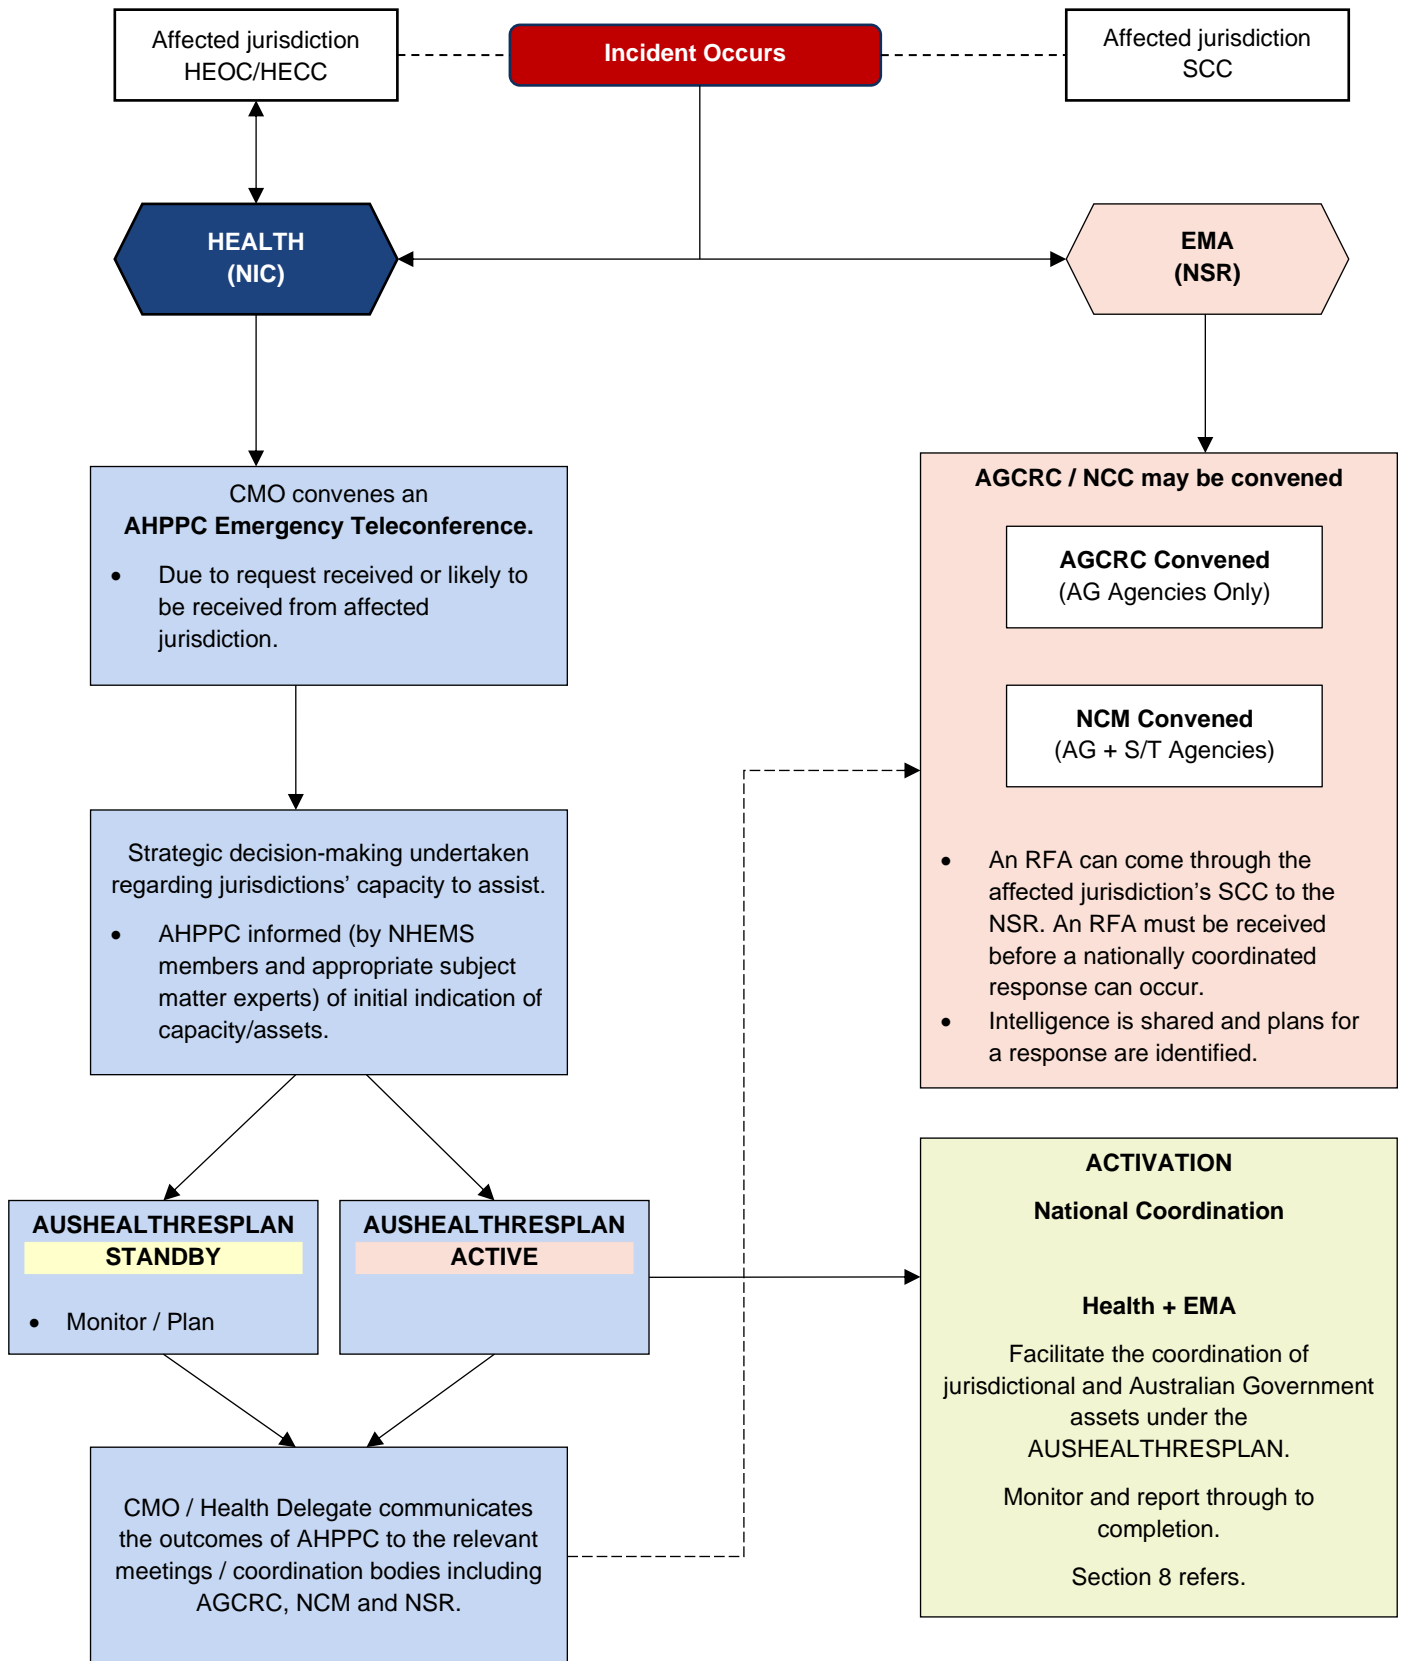 Affected jurisdiction
HEOC/HECC
Incident Occurs
Affected jurisdiction
SCC
HEALTH
(NIC)
EMA
(NSR)
CMO convenes an
AHPPC Emergency Teleconference.
• Due to request received or likely to
be received from affected
jurisdiction.
AGCRC / NCC may be convened
AGCRC Convened
(AG Agencies Only)
NCM Convened
(AG + S/T Agencies)
• An RFA can come through the
affected jurisdiction’s SCC to the
NSR. An RFA must be received
before a nationally coordinated
response can occur.
• Intelligence is shared and plans for
a response are identified.
Strategic decision-making undertaken
regarding jurisdictions’ capacity to assist.
• AHPPC informed (by NHEMS
members and appropriate subject
matter experts) of initial indication of
capacity/assets.
AUSHEALTHRESPLAN
STANDBY
• Monitor / Plan
AUSHEALTHRESPLAN
ACTIVE
ACTIVATION
National Coordination
Health + EMA
Facilitate the coordination of
jurisdictional and Australian Government
assets under the
AUSHEALTHRESPLAN.
Monitor and report through to
completion.
Section 8 refers.
CMO / Health Delegate communicates
the outcomes of AHPPC to the relevant
meetings / coordination bodies including
AGCRC, NCM and NSR.